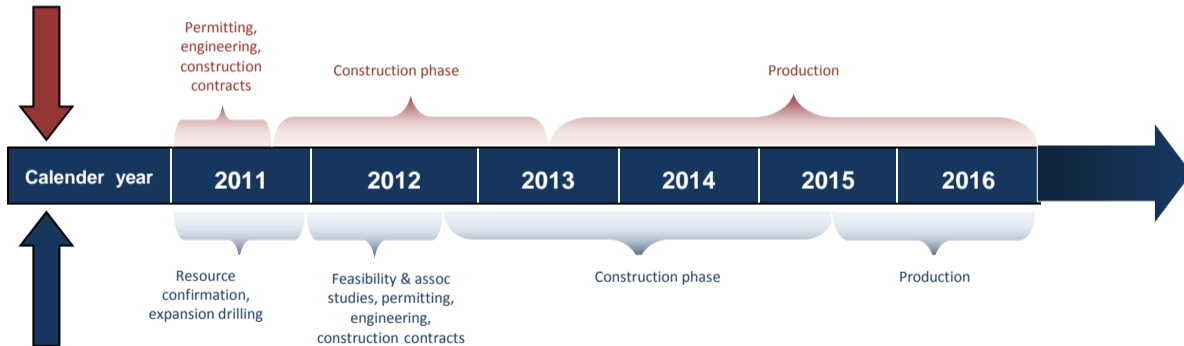 Permitting,
engineering,
construction
contracts
Construction phase
Production
Calender year
2011
2012
2013
2014
2015
2016
Resource
confirmation,
expansion drilling
Feasibility & assoc
studies, permitting,
engineering,
construction contracts
Construction phase
Production